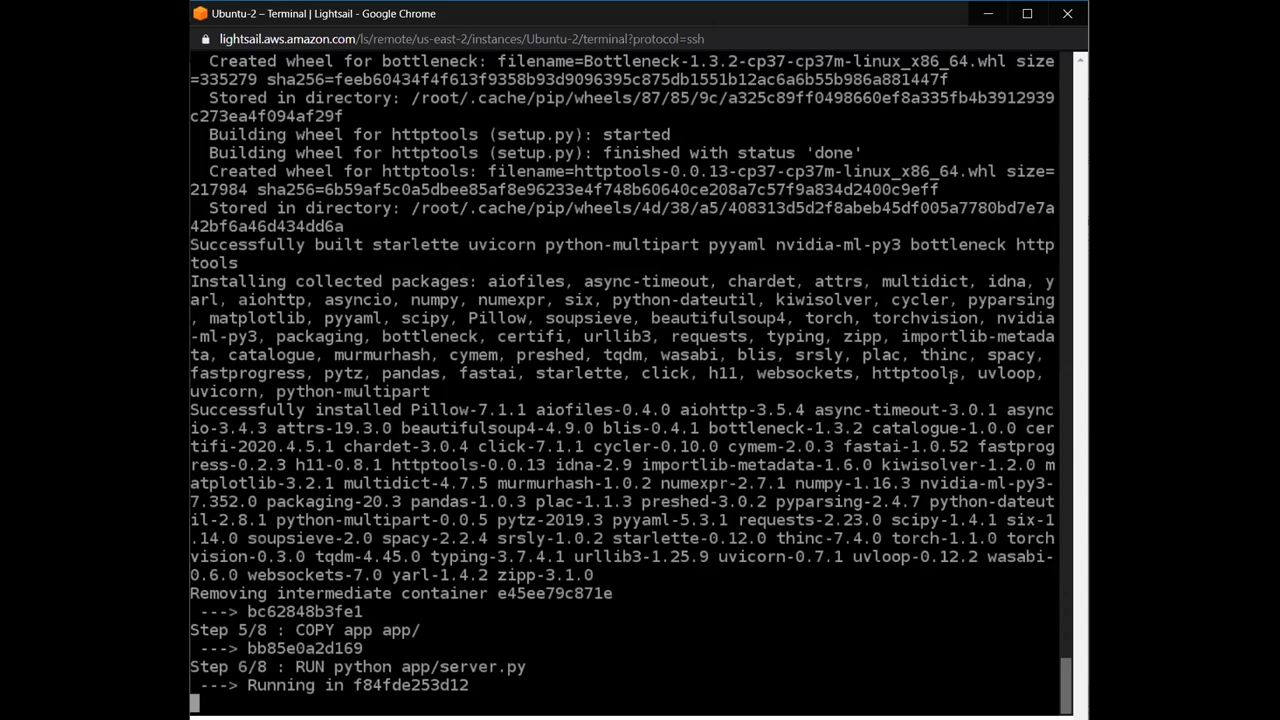 Ubuntu-2 – Terminal | Lightsail - Google Chrome
lightsail.aws.amazon.com/ls/remote/us-east-2/instances/Ubuntu-2/terminal?protocol=ssh
Created wheel for bottleneck: filename=Bottleneck-1.3.2-cp37-cp37m-linux_x86_64.whl size
=335279 sha256=feeb60434f4f613f9358b93d9096395c875db1551b12ac6a6b55b986a881447f
Stored in directory: /root/.cache/pip/wheels/87/85/9c/a325c89ff0498660ef8a335fb4b3912939
c273ea4f094af29f
Building wheel for httptools (setup.py): started
Building wheel for httptools (setup.py): finished with status 'done'
Created wheel for httptools: filename=httptools-0.0.13-cp37-cp37m-linux_x86_64.whl size=
217984 sha256=6b59af5c0a5dbee85af8e96233e4f748b60640ce208a7c57f9a834d2400c9eff
Stored in directory: /root/.cache/pip/wheels/4d/38/a5/408313d5d2f8abeb45df005a7780bd7e7a
42bf6a46d434dd6a
Successfully built starlette uvicorn python-multipart pyyaml nvidia-ml-py3 bottleneck http
tools
Installing collected packages: aiofiles, async-timeout, chardet, attrs, multidict, idna, y
arl, aiohttp, asyncio, numpy, numexpr, six, python-dateutil, kiwisolver, cycler, pyparsing
, matplotlib, pyyaml, scipy, Pillow, soupsieve, beautifulsoup4, torch, torchvision, nvidia
-ml-py3, packaging, bottleneck, certifi, urllib3, requests, typing, zipp, importlib-metada
ta, catalogue, murmurhash, cymem, preshed, tqdm, wasabi, blis, srsly, plac, thinc, spacy,
fastprogress, pytz, pandas, fastai, starlette, click, h11, websockets, httptools, uvloop,
uvicorn, python-multipart
Successfully installed Pillow-7.1.1 aiofiles-0.4.0 aiohttp-3.5.4 async-timeout-3.0.1 async
io-3.4.3 attrs-19.3.0 beautifulsoup4-4.9.0 blis-0.4.1 bottleneck-1.3.2 catalogue-1.0.0 cer
tifi-2020.4.5.1 chardet-3.0.4 click-7.1.1 cycler-0.10.0 cymem-2.0.3 fastai-1.0.52 fastprog
ress-0.2.3 h11-0.8.1 httptools-0.0.13 idna-2.9 importlib-metadata-1.6.0 kiwisolver-1.2.0 m
atplotlib-3.2.1 multidict-4.7.5 murmurhash-1.0.2 numexpr-2.7.1 numpy-1.16.3 nvidia-ml-py3-
7.352.0 packaging-20.3 pandas-1.0.3 plac-1.1.3 preshed-3.0.2 pyparsing-2.4.7 python-dateut
il-2.8.1 python-multipart-0.0.5 pytz-2019.3 pyyaml-5.3.1 requests-2.23.0 scipy-1.4.1 six-1
.14.0 soupsieve-2.0 spacy-2.2.4 srsly-1.0.2 starlette-0.12.0 thinc-7.4.0 torch-1.1.0 torch
vision-0.3.0 tqdm-4.45.0 typing-3.7.4.1 urllib3-1.25.9 uvicorn-0.7.1 uvloop-0.12.2 wasabi-
0.6.0 websockets-7.0 yarl-1.4.2 zipp-3.1.0
Removing intermediate container e45ee79c871e
---> bc62848b3fe1
Step 5/8 : COPY app app/
---> bb85e0a2d169
Step 6/8 : RUN python app/server.py
---> Running in f84fde253d12